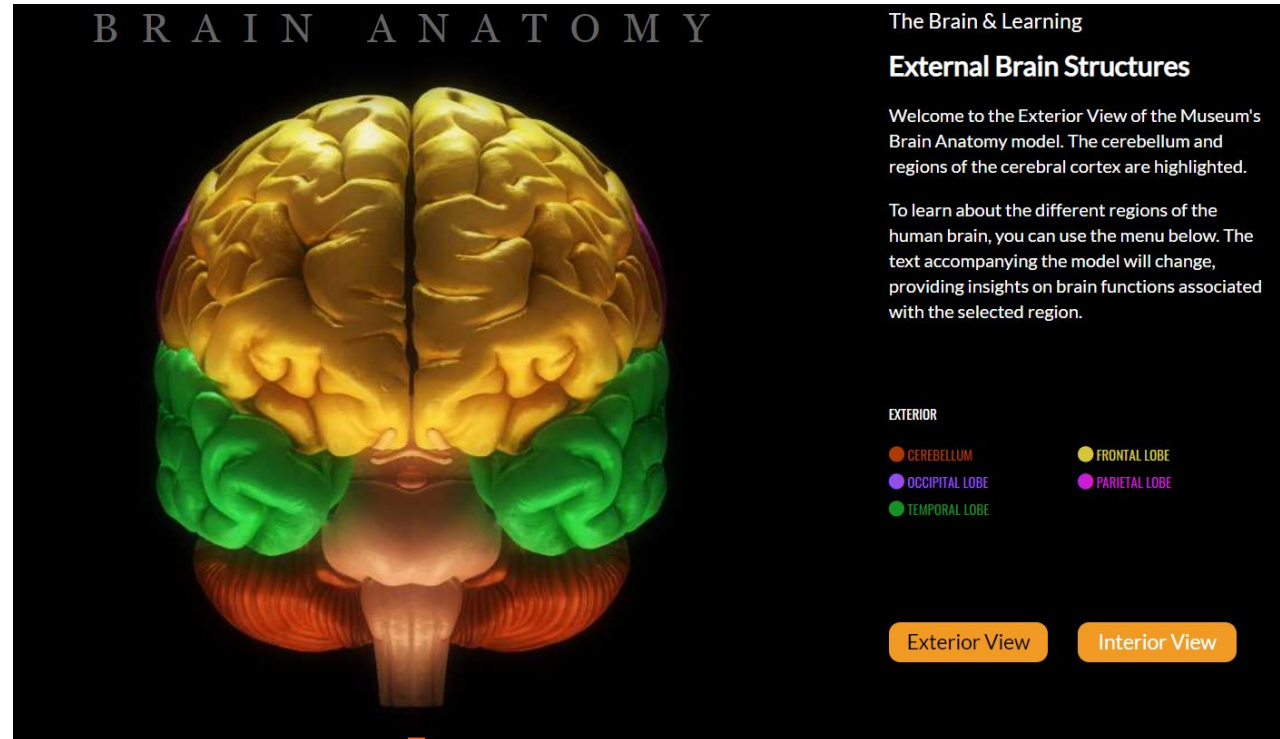 BRAIN ANATOMY
The Brain & Learning
External Brain Structures
Welcome to the Exterior View of the Museum's
Brain Anatomy model. The cerebellum and
regions of the cerebral cortex are highlighted.
To learn about the different regions of the
human brain, you can use the menu below. The
text accompanying the model will change,
providing insights on brain functions associated
with the selected region.
EXTERIOR
CEREBELLUM
FRONTAL LOBE
OCCIPITAL LOBE
PARIETAL LOBE
TEMPORAL LOBE
Exterior View
Interior View